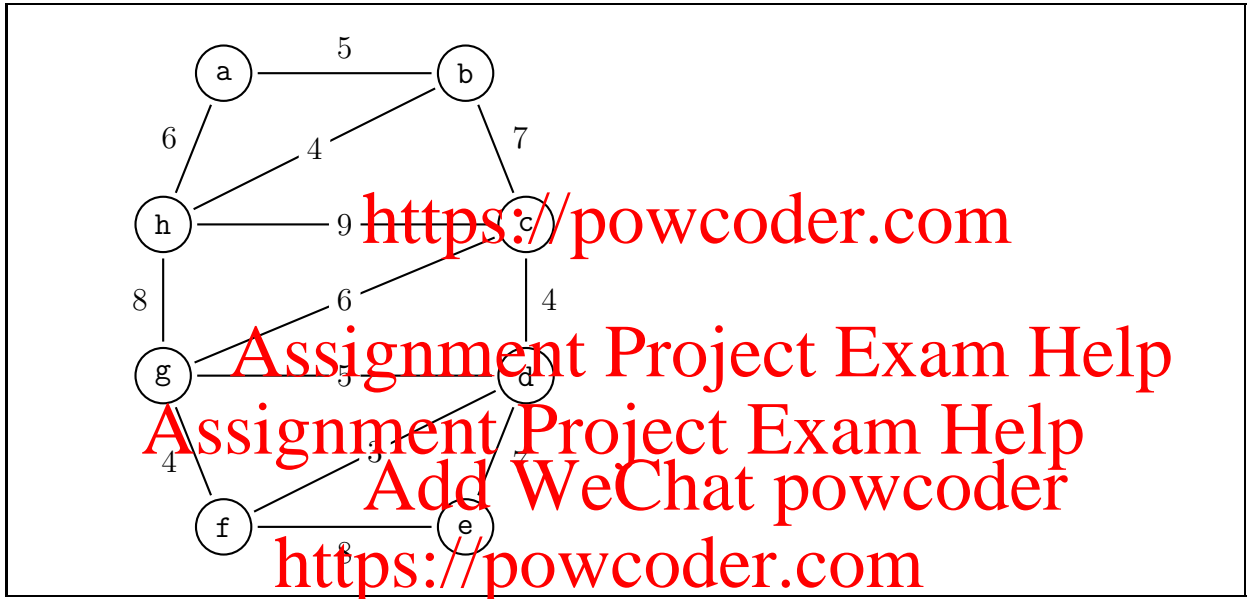 5
a b
6 4 7
h 9 c
https://powcoder.com
8 6 4
Assignment Project Exam Help
g 5 d
Assignment Project Exam Help
4 3
Add WeChat powcoder
f e
https://powcoder.com